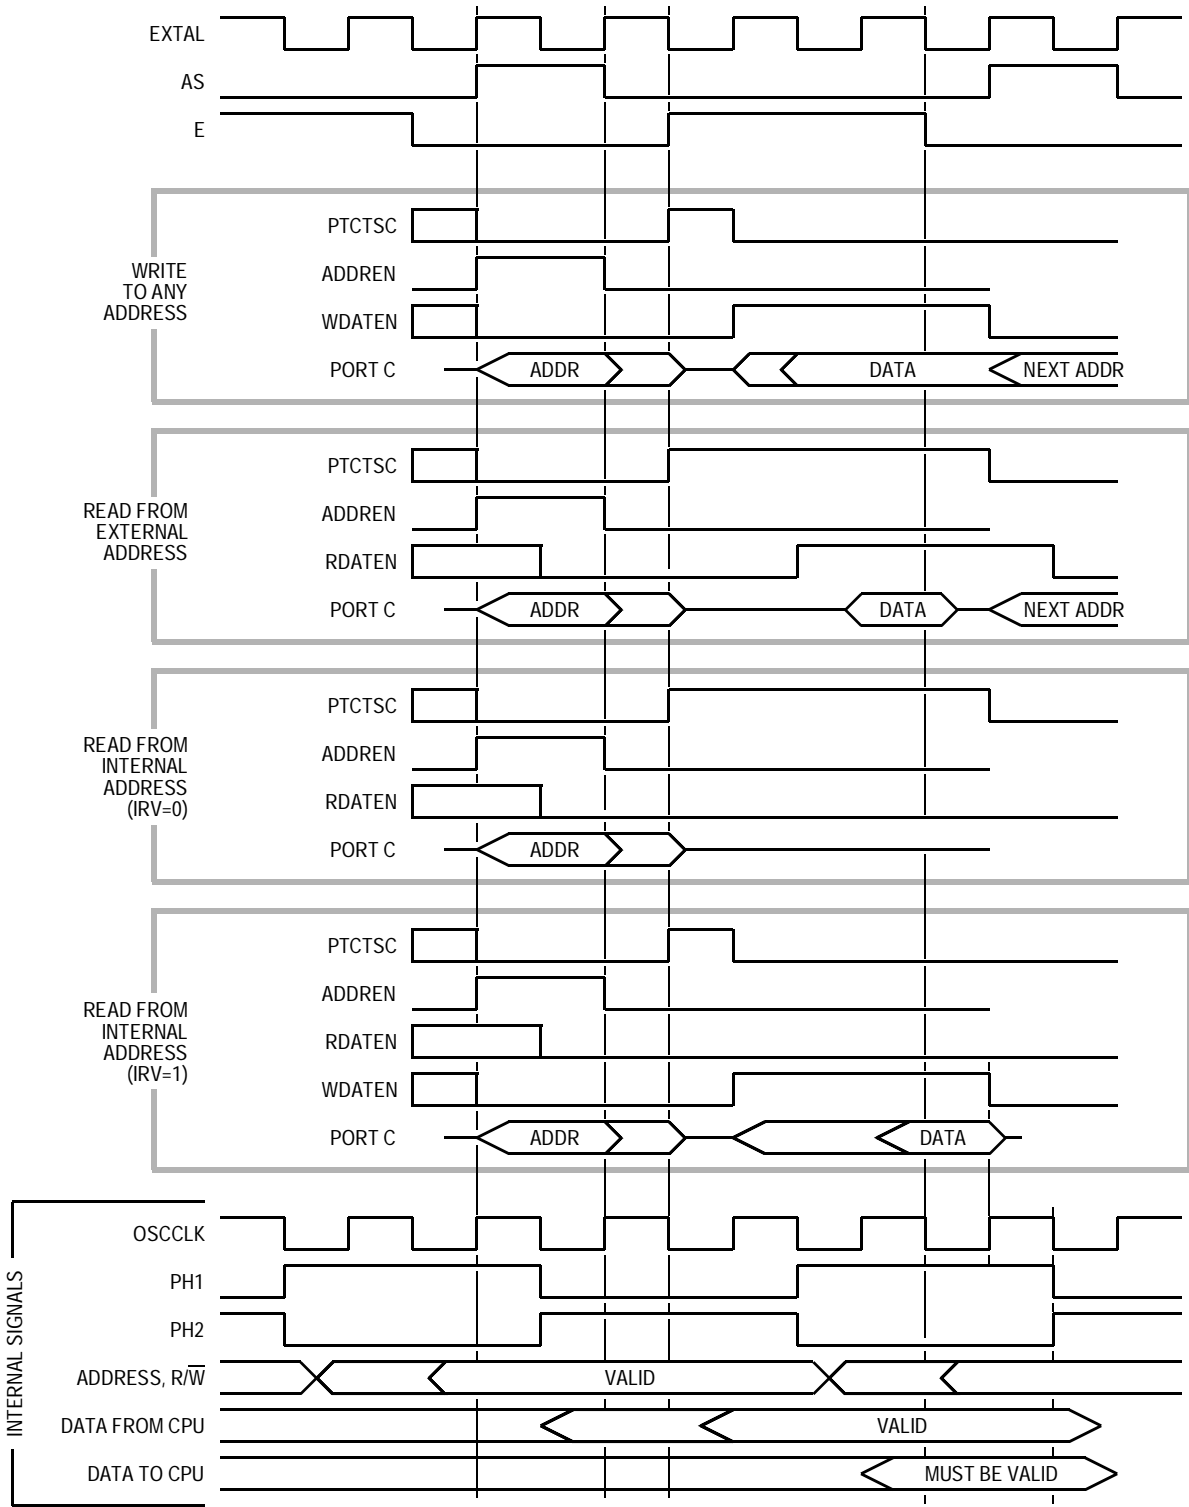 EXTAL
AS
E
WRITE
TO ANY
ADDRESS
PTCTSC
ADDREN
WDATEN
PORT C
ADDR
DATA
NEXT ADDR
READ FROM
EXTERNAL
ADDRESS
PTCTSC
ADDREN
RDATEN
PORT C
ADDR
DATA
NEXT ADDR
READ FROM
INTERNAL
ADDRESS
(IRV=0)
PTCTSC
ADDREN
RDATEN
PORT C
ADDR
READ FROM
INTERNAL
ADDRESS
(IRV=1)
PTCTSC
ADDREN
RDATEN
WDATEN
PORT C
ADDR
DATA
INTERNAL SIGNALS
OSCCLK
PH1
PH2
ADDRESS, R/W̅
VALID
DATA FROM CPU
VALID
DATA TO CPU
MUST BE VALID